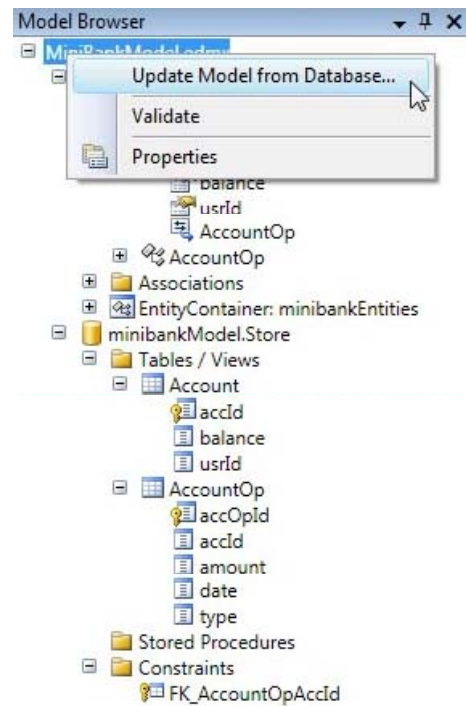 Model Browser
MiniBankModel.edmx
Update Model from Database...
Validate
Properties
balance
usrId
AccountOp
AccountOp
Associations
EntityContainer: minibankEntities
minibankModel.Store
Tables / Views
Account
accId
balance
usrId
AccountOp
accOpId
accId
amount
date
type
Stored Procedures
Constraints
FK_AccountOpAccId